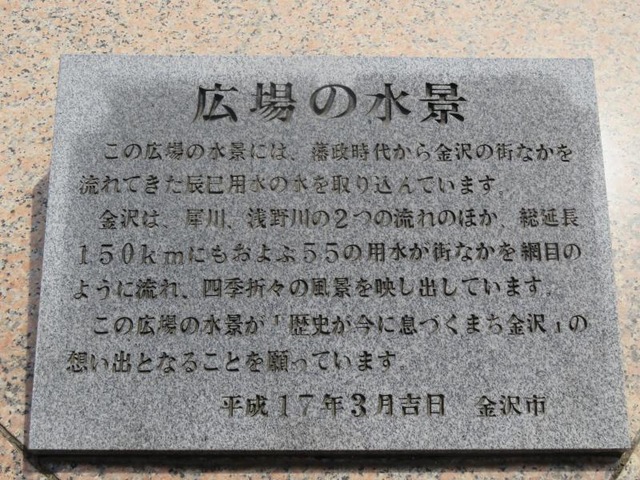 広場の水景
この広場の水景には、藩政時代から金沢の街なかを
流れてきた辰巳用水の水を取り込んでいます。
金沢は、犀川、浅野川の２つの流れのほか、総延長
１５０ｋｍにもおよぶ５５の用水が街なかを網目の
ように流れ、四季折々の風景を映し出しています。
この広場の水景が「歴史が今に息づくまち金沢」の
想い出となることを願っています。
平成１７年３月吉日　金沢市